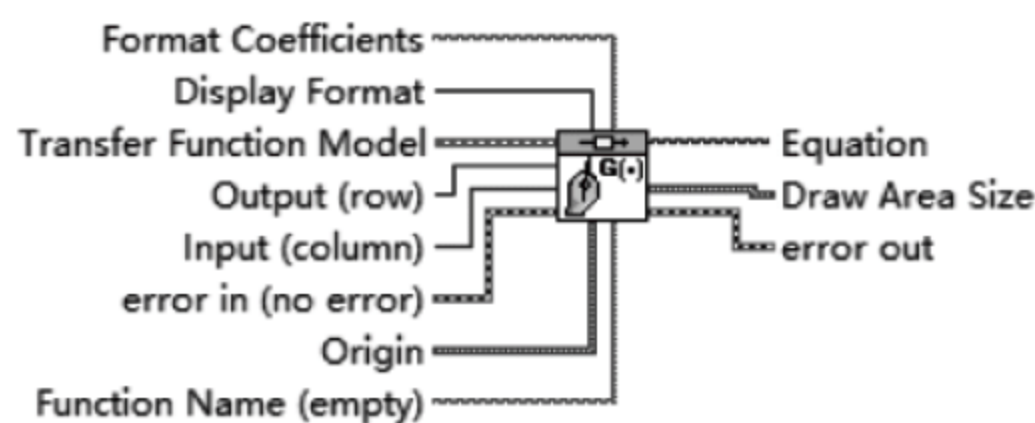 Format Coefficients
Display Format
Transfer Function Model
Equation
G(·)
Output (row)
Draw Area Size
Input (column)
error out
error in (no error)
Origin
Function Name (empty)